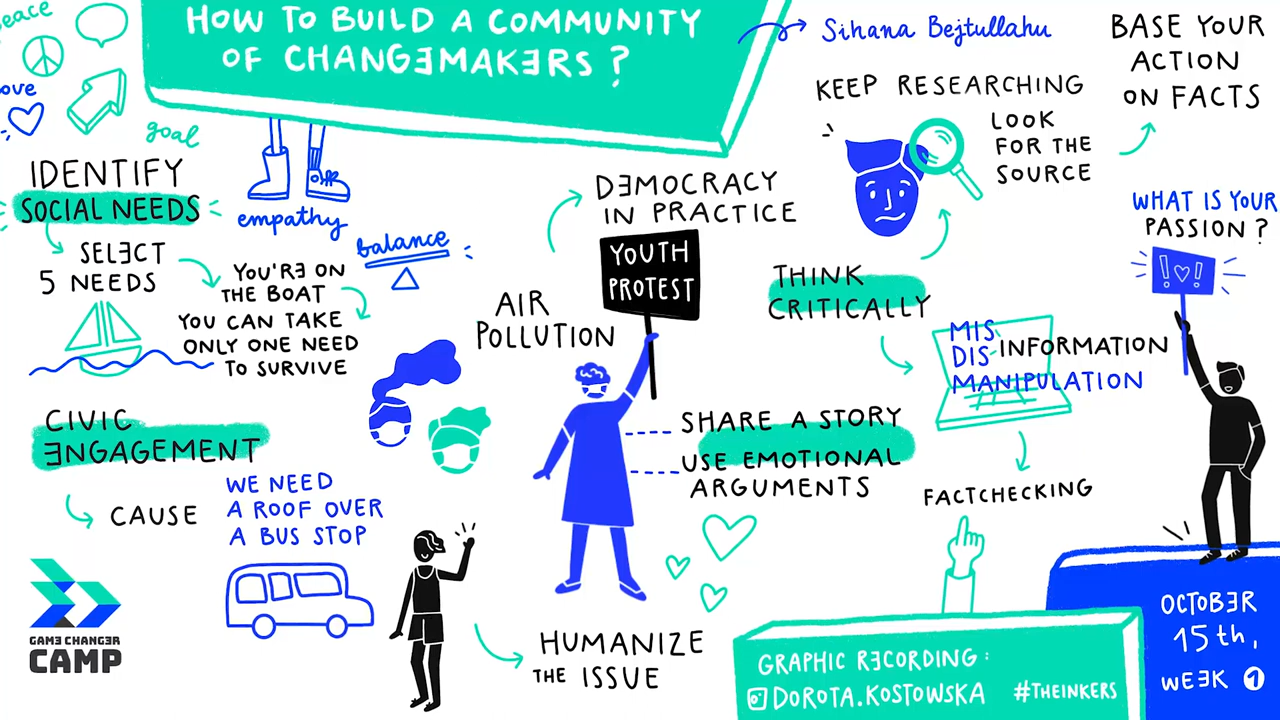 peace
HOW TO BUILD A COMMUNITY
OF CHANGEMAKERS ?
Sihana Bejtullahu
goal
IDENTIFY
SOCIAL NEEDS
SELECT
5 NEEDS
empathy
balance
YOU'RE ON
THE BOAT
YOU CAN TAKE
ONLY ONE NEED
TO SURVIVE
CIVIC
ENGAGEMENT
CAUSE
WE NEED
A ROOF OVER
A BUS STOP
GAME CHANGER
CAMP
AIR
POLLUTION
DEMOCRACY
IN PRACTICE
YOUTH
PROTEST
SHARE A STORY
USE EMOTIONAL
ARGUMENTS
HUMANIZE
THE ISSUE
KEEP RESEARCHING
LOOK
FOR THE
SOURCE
BASE YOUR
ACTION
ON FACTS
THINK
CRITICALLY
MIS
DIS-INFORMATION
MANIPULATION
FACTCHECKING
WHAT IS YOUR
PASSION ?
! !
GRAPHIC RECORDING :
DOROTA.KOSTOWSKA #THEINKERS
OCTOBER
15th,
WEEK 1